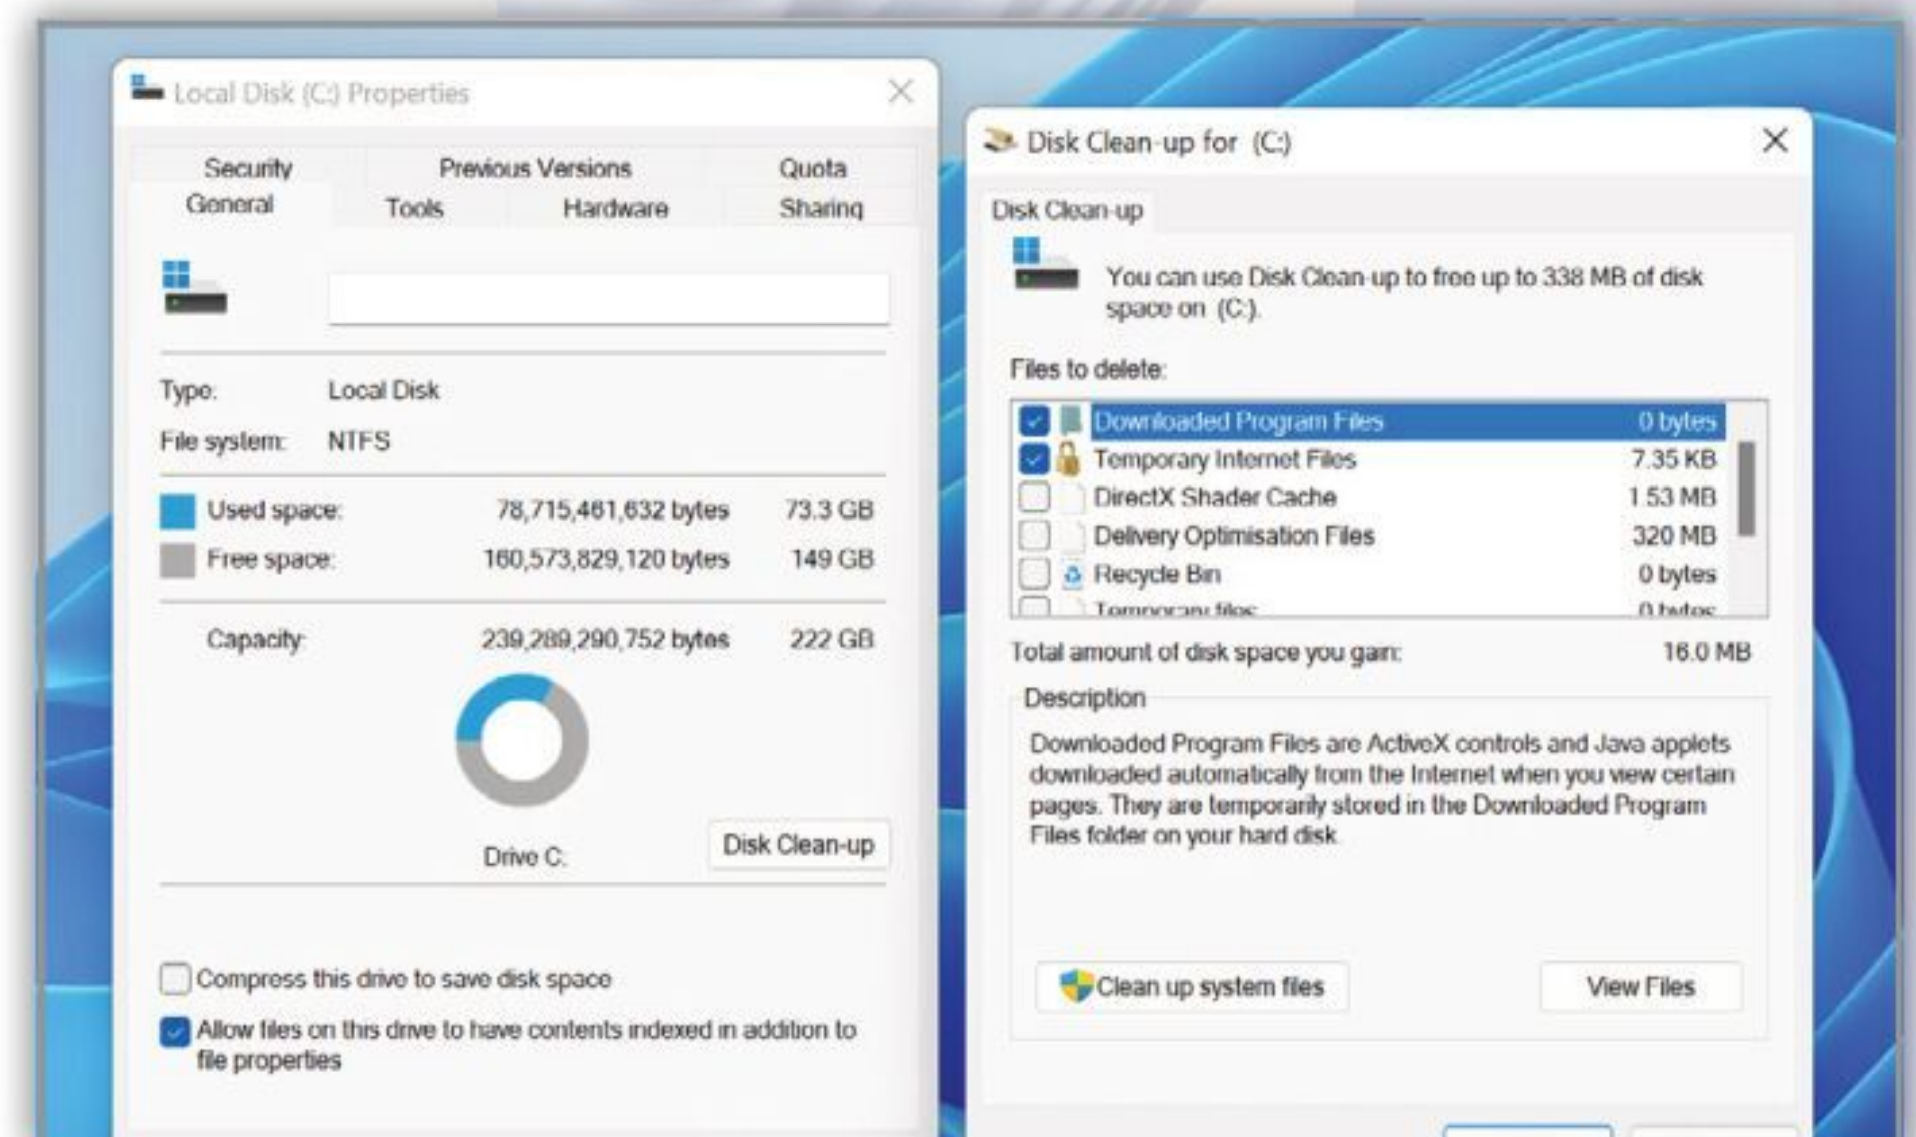 Local Disk (C:) Properties
Security Previous Versions Quota
General Tools Hardware Sharing
Type: Local Disk
File system: NTFS
Used space: 78,715,461,632 bytes 73.3 GB
Free space: 160,573,829,120 bytes 149 GB
Capacity: 239,289,290,752 bytes 222 GB
Drive C:
Disk Clean-up
Compress this drive to save disk space
Allow files on this drive to have contents indexed in addition to
file properties
Disk Clean-up for (C:)
Disk Clean-up
You can use Disk Clean-up to free up to 338 MB of disk
space on (C:).
Files to delete:
Downloaded Program Files 0 bytes
Temporary Internet Files 7.35 KB
DirectX Shader Cache 1.53 MB
Delivery Optimisation Files 320 MB
Recycle Bin 0 bytes
Temporary files 0 bytes
Total amount of disk space you gain: 16.0 MB
Description
Downloaded Program Files are ActiveX controls and Java applets
downloaded automatically from the Internet when you view certain
pages. They are temporarily stored in the Downloaded Program
Files folder on your hard disk.
Clean up system files
View Files